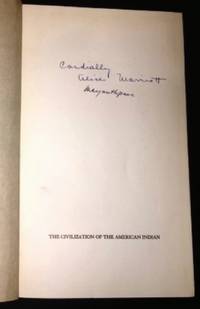 Cordially
Alice Marriott
THE CIVILIZATION OF THE AMERICAN INDIAN